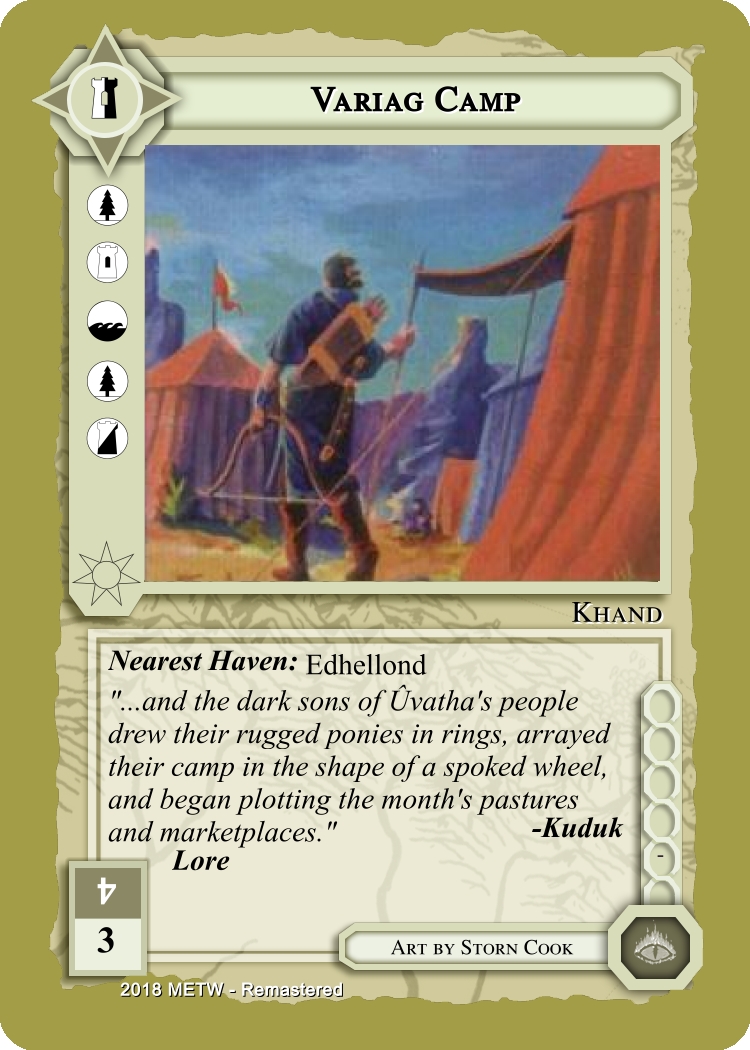 Variag Camp
Khand
Nearest Haven: Edhellond
"...and the dark sons of Ûvatha's people
drew their rugged ponies in rings, arrayed
their camp in the shape of a spoked wheel,
and began plotting the month's pastures
and marketplaces." -Kuduk
Lore
-
4
3
Art by Storn Cook
2018 METW - Remastered